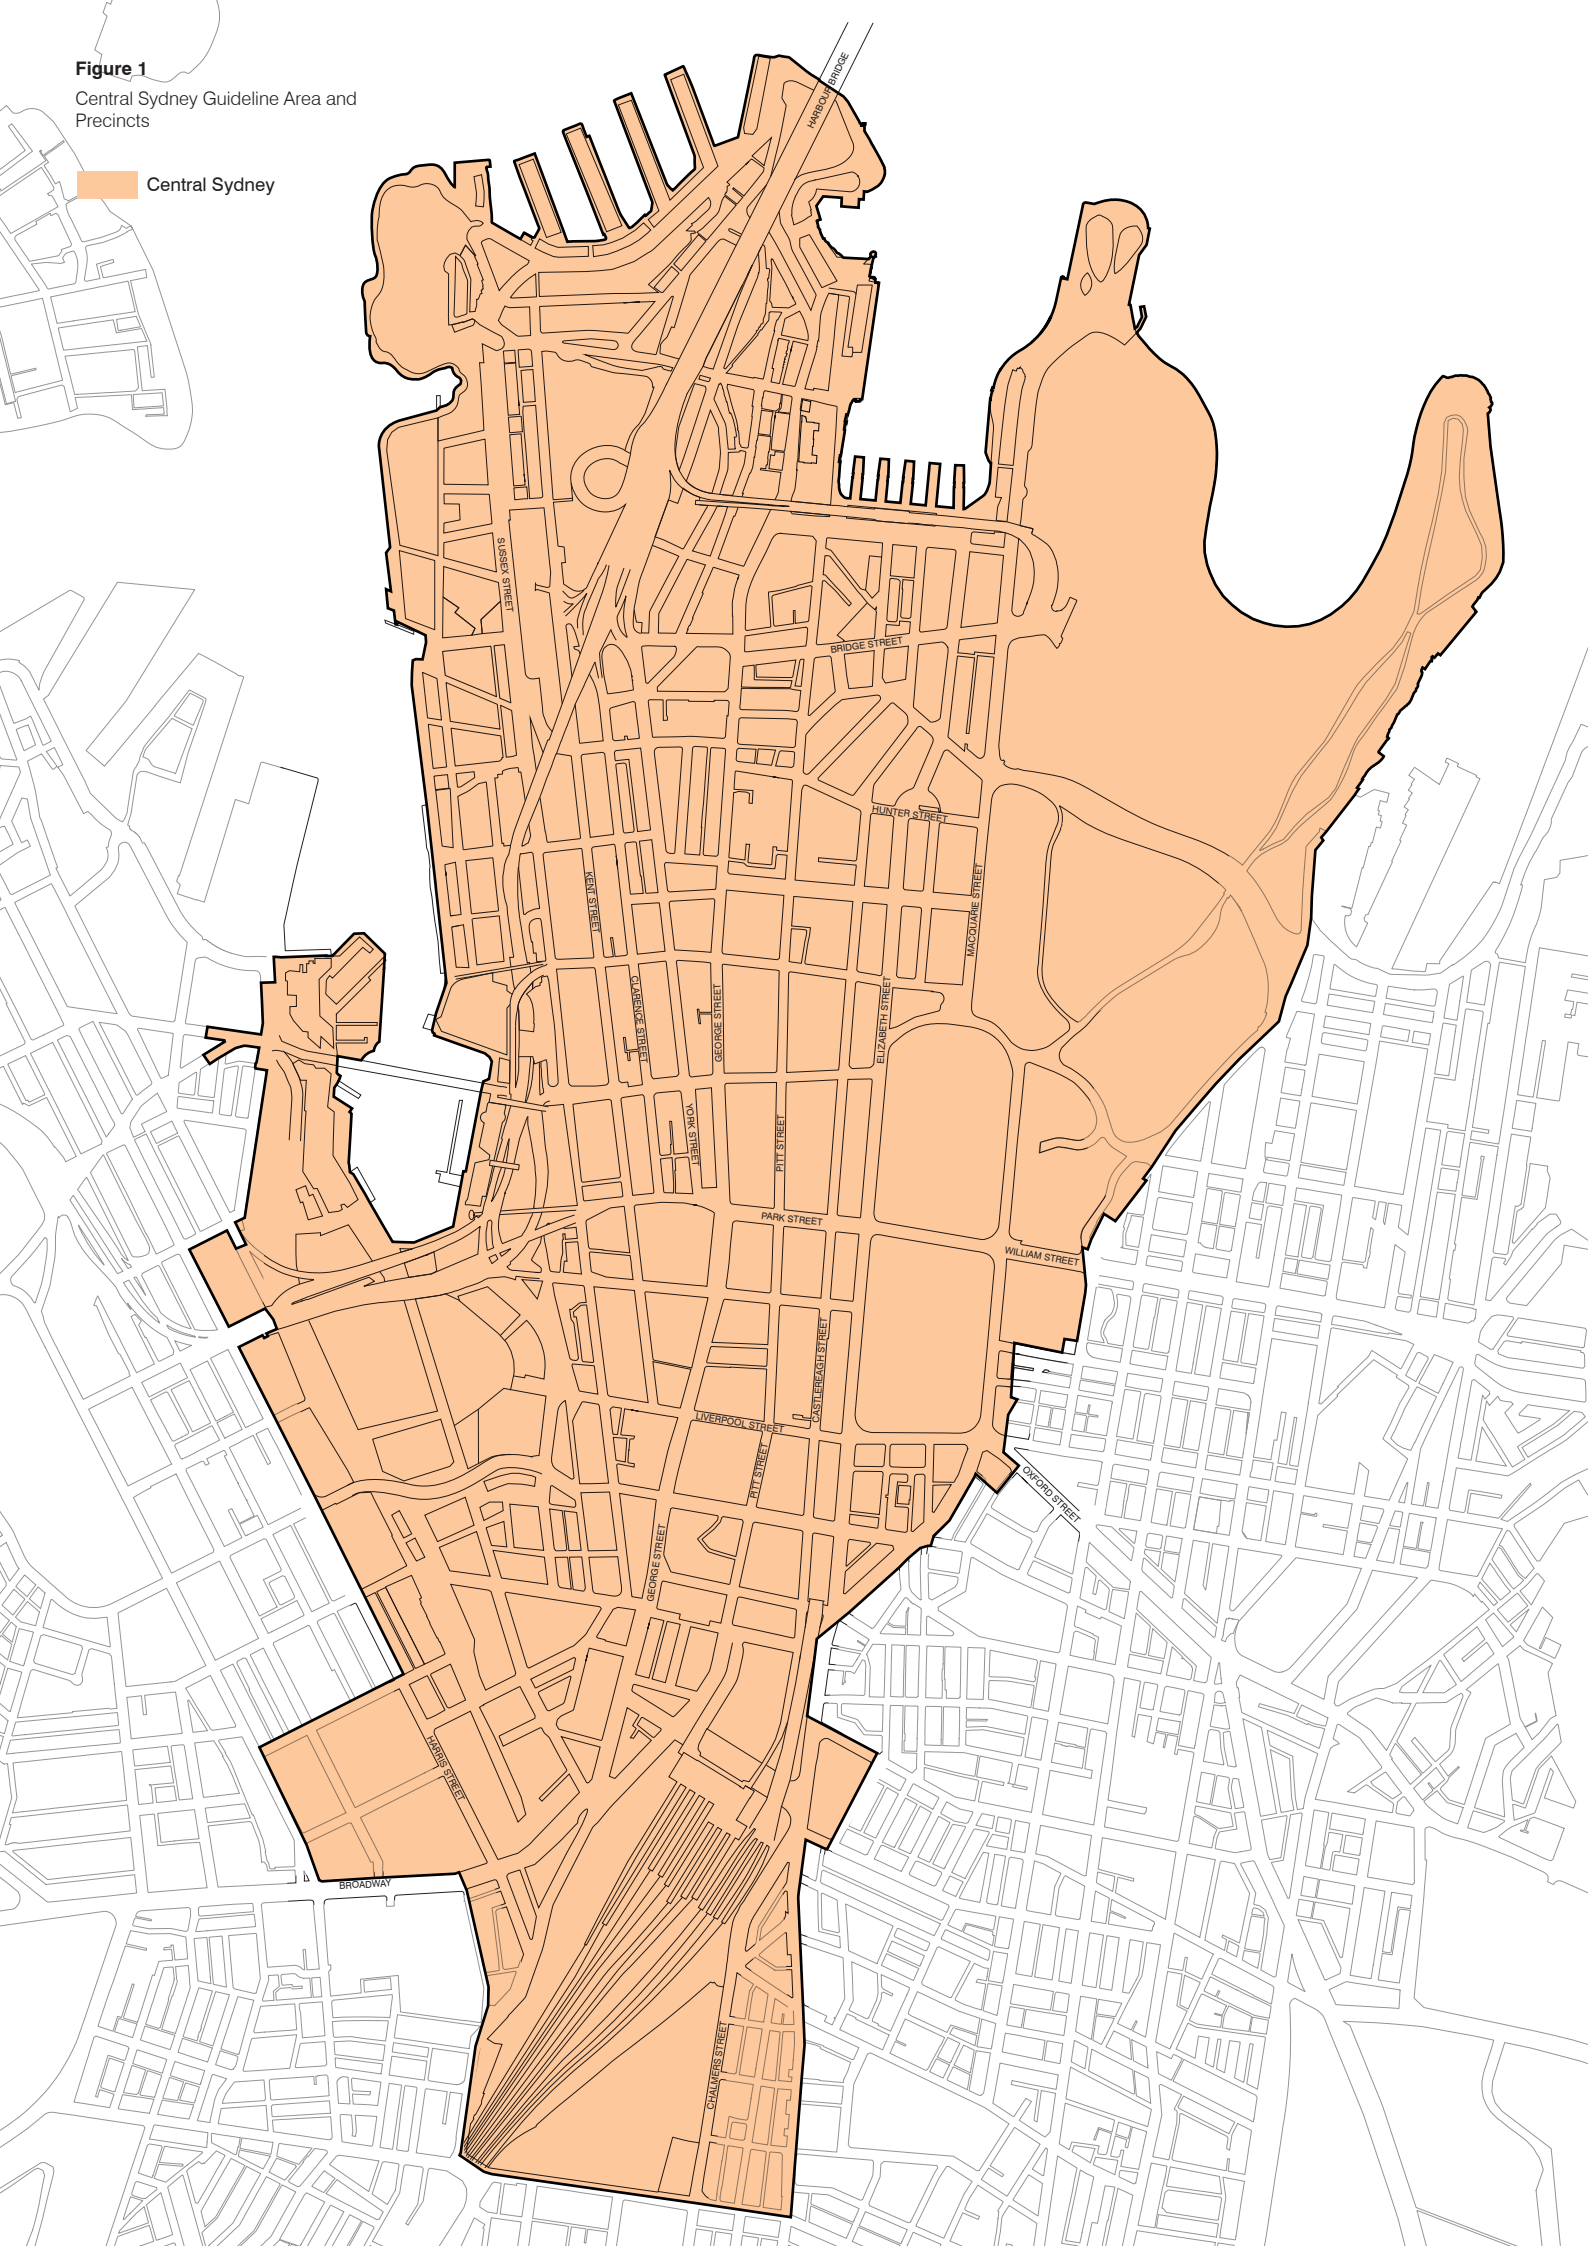 Figure 1
Central Sydney Guideline Area and
Precincts
Central Sydney
HARBOUR BRIDGE
SUSSEX STREET
BRIDGE STREET
HUNTER STREET
KENT STREET
MACQUARIE STREET
CLARENCE STREET
GEORGE STREET
ELIZABETH STREET
YORK STREET
PITT STREET
PARK STREET
WILLIAM STREET
CASTLEREAGH STREET
LIVERPOOL STREET
PITT STREET
OXFORD STREET
GEORGE STREET
HARRIS STREET
BROADWAY
CHALMERS STREET